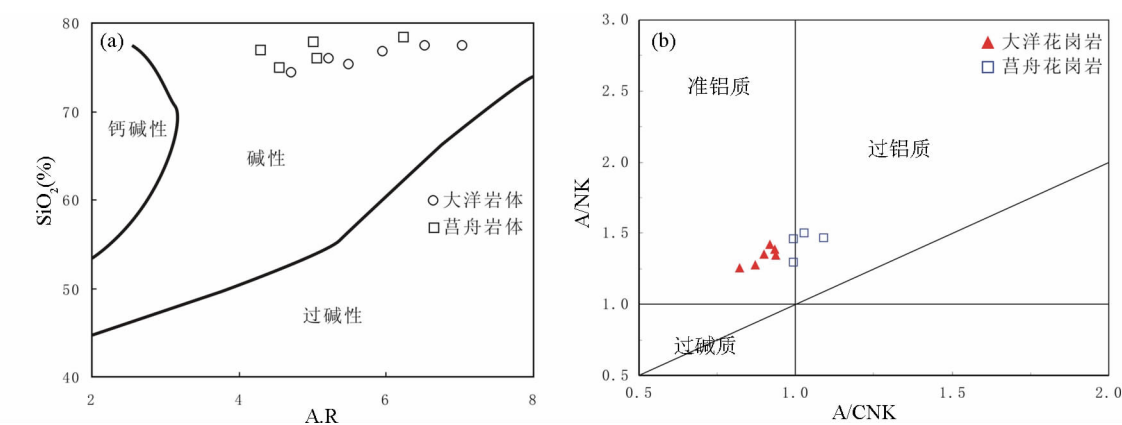 (a)
80
70
60
50
40
SiO₂(%)
钙碱性
碱性
过碱性
大洋岩体
莒舟岩体
2
4
6
8
A.R
(b)
3.0
2.5
2.0
1.5
1.0
0.5
A/NK
大洋花岗岩
莒舟花岗岩
准铝质
过铝质
过碱质
0.5
1.0
1.5
2.0
A/CNK